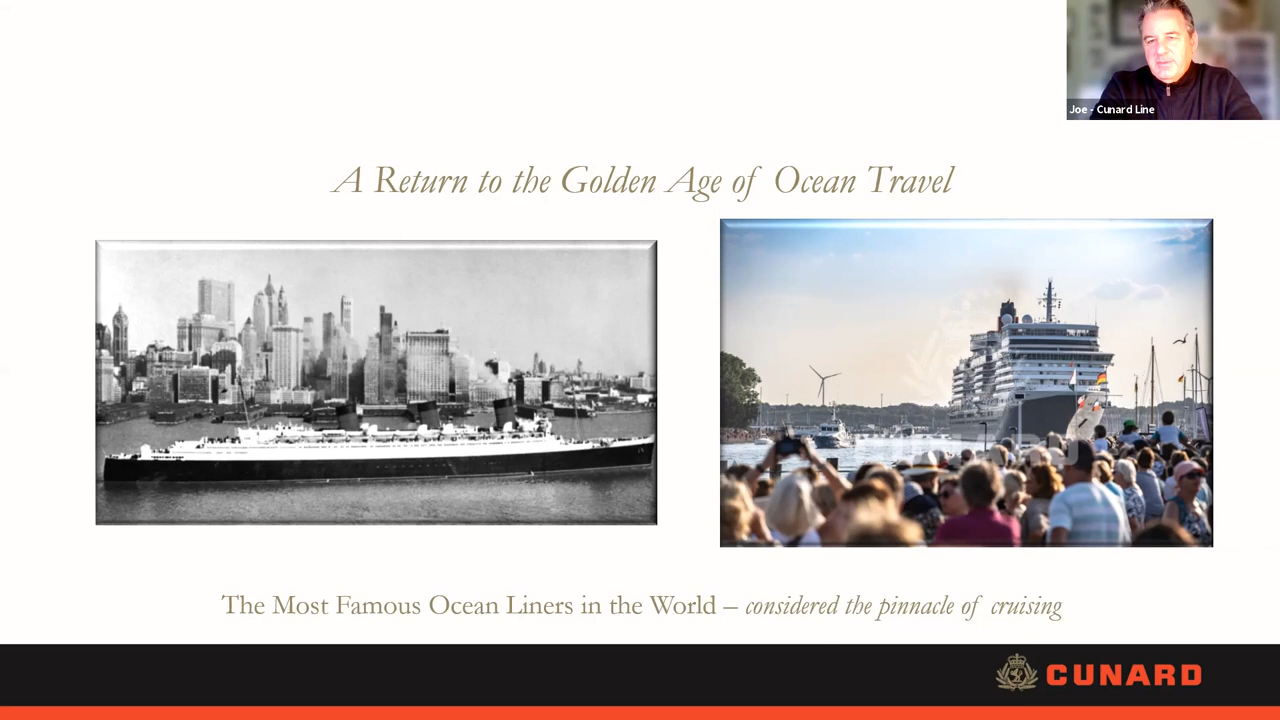 Joe - Cunard Line
A Return to the Golden Age of Ocean Travel
The Most Famous Ocean Liners in the World – considered the pinnacle of cruising
CUNARD